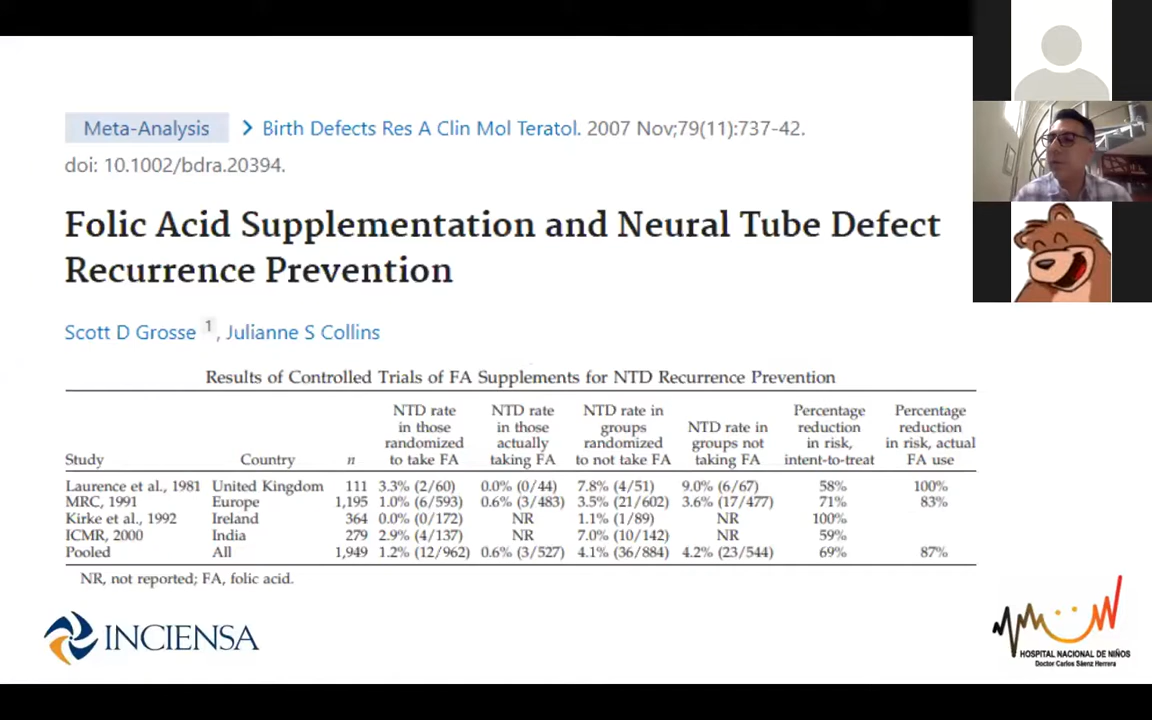 Meta-Analysis > Birth Defects Res A Clin Mol Teratol. 2007 Nov;79(11):737-42.
doi: 10.1002/bdra.20394.
Folic Acid Supplementation and Neural Tube Defect
Recurrence Prevention
Scott D Grosse 1, Julianne S Collins
Results of Controlled Trials of FA Supplements for NTD Recurrence Prevention
NTD rate NTD rate NTD rate in Percentage Percentage
in those in those groups NTD rate in reduction reduction
randomized actually randomized groups not in risk, in risk, actual
Study Country n to take FA taking FA to not take FA taking FA intent-to-treat FA use
Laurence et al., 1981 United Kingdom 111 3.3% (2/60) 0.0% (0/44) 7.8% (4/51) 9.0% (6/67) 58% 100%
MRC, 1991 Europe 1,195 1.0% (6/593) 0.6% (3/483) 3.5% (21/602) 3.6% (17/477) 71% 83%
Kirke et al., 1992 Ireland 364 0.0% (0/172) NR 1.1% (1/89) NR 100%
ICMR, 2000 India 279 2.9% (4/137) NR 7.0% (10/142) NR 59%
Pooled All 1,949 1.2% (12/962) 0.6% (3/527) 4.1% (36/884) 4.2% (23/544) 69% 87%
NR, not reported; FA, folic acid.
INCIENSA
HOSPITAL NACIONAL DE NIÑOS
Doctor Carlos Sáenz Herrera